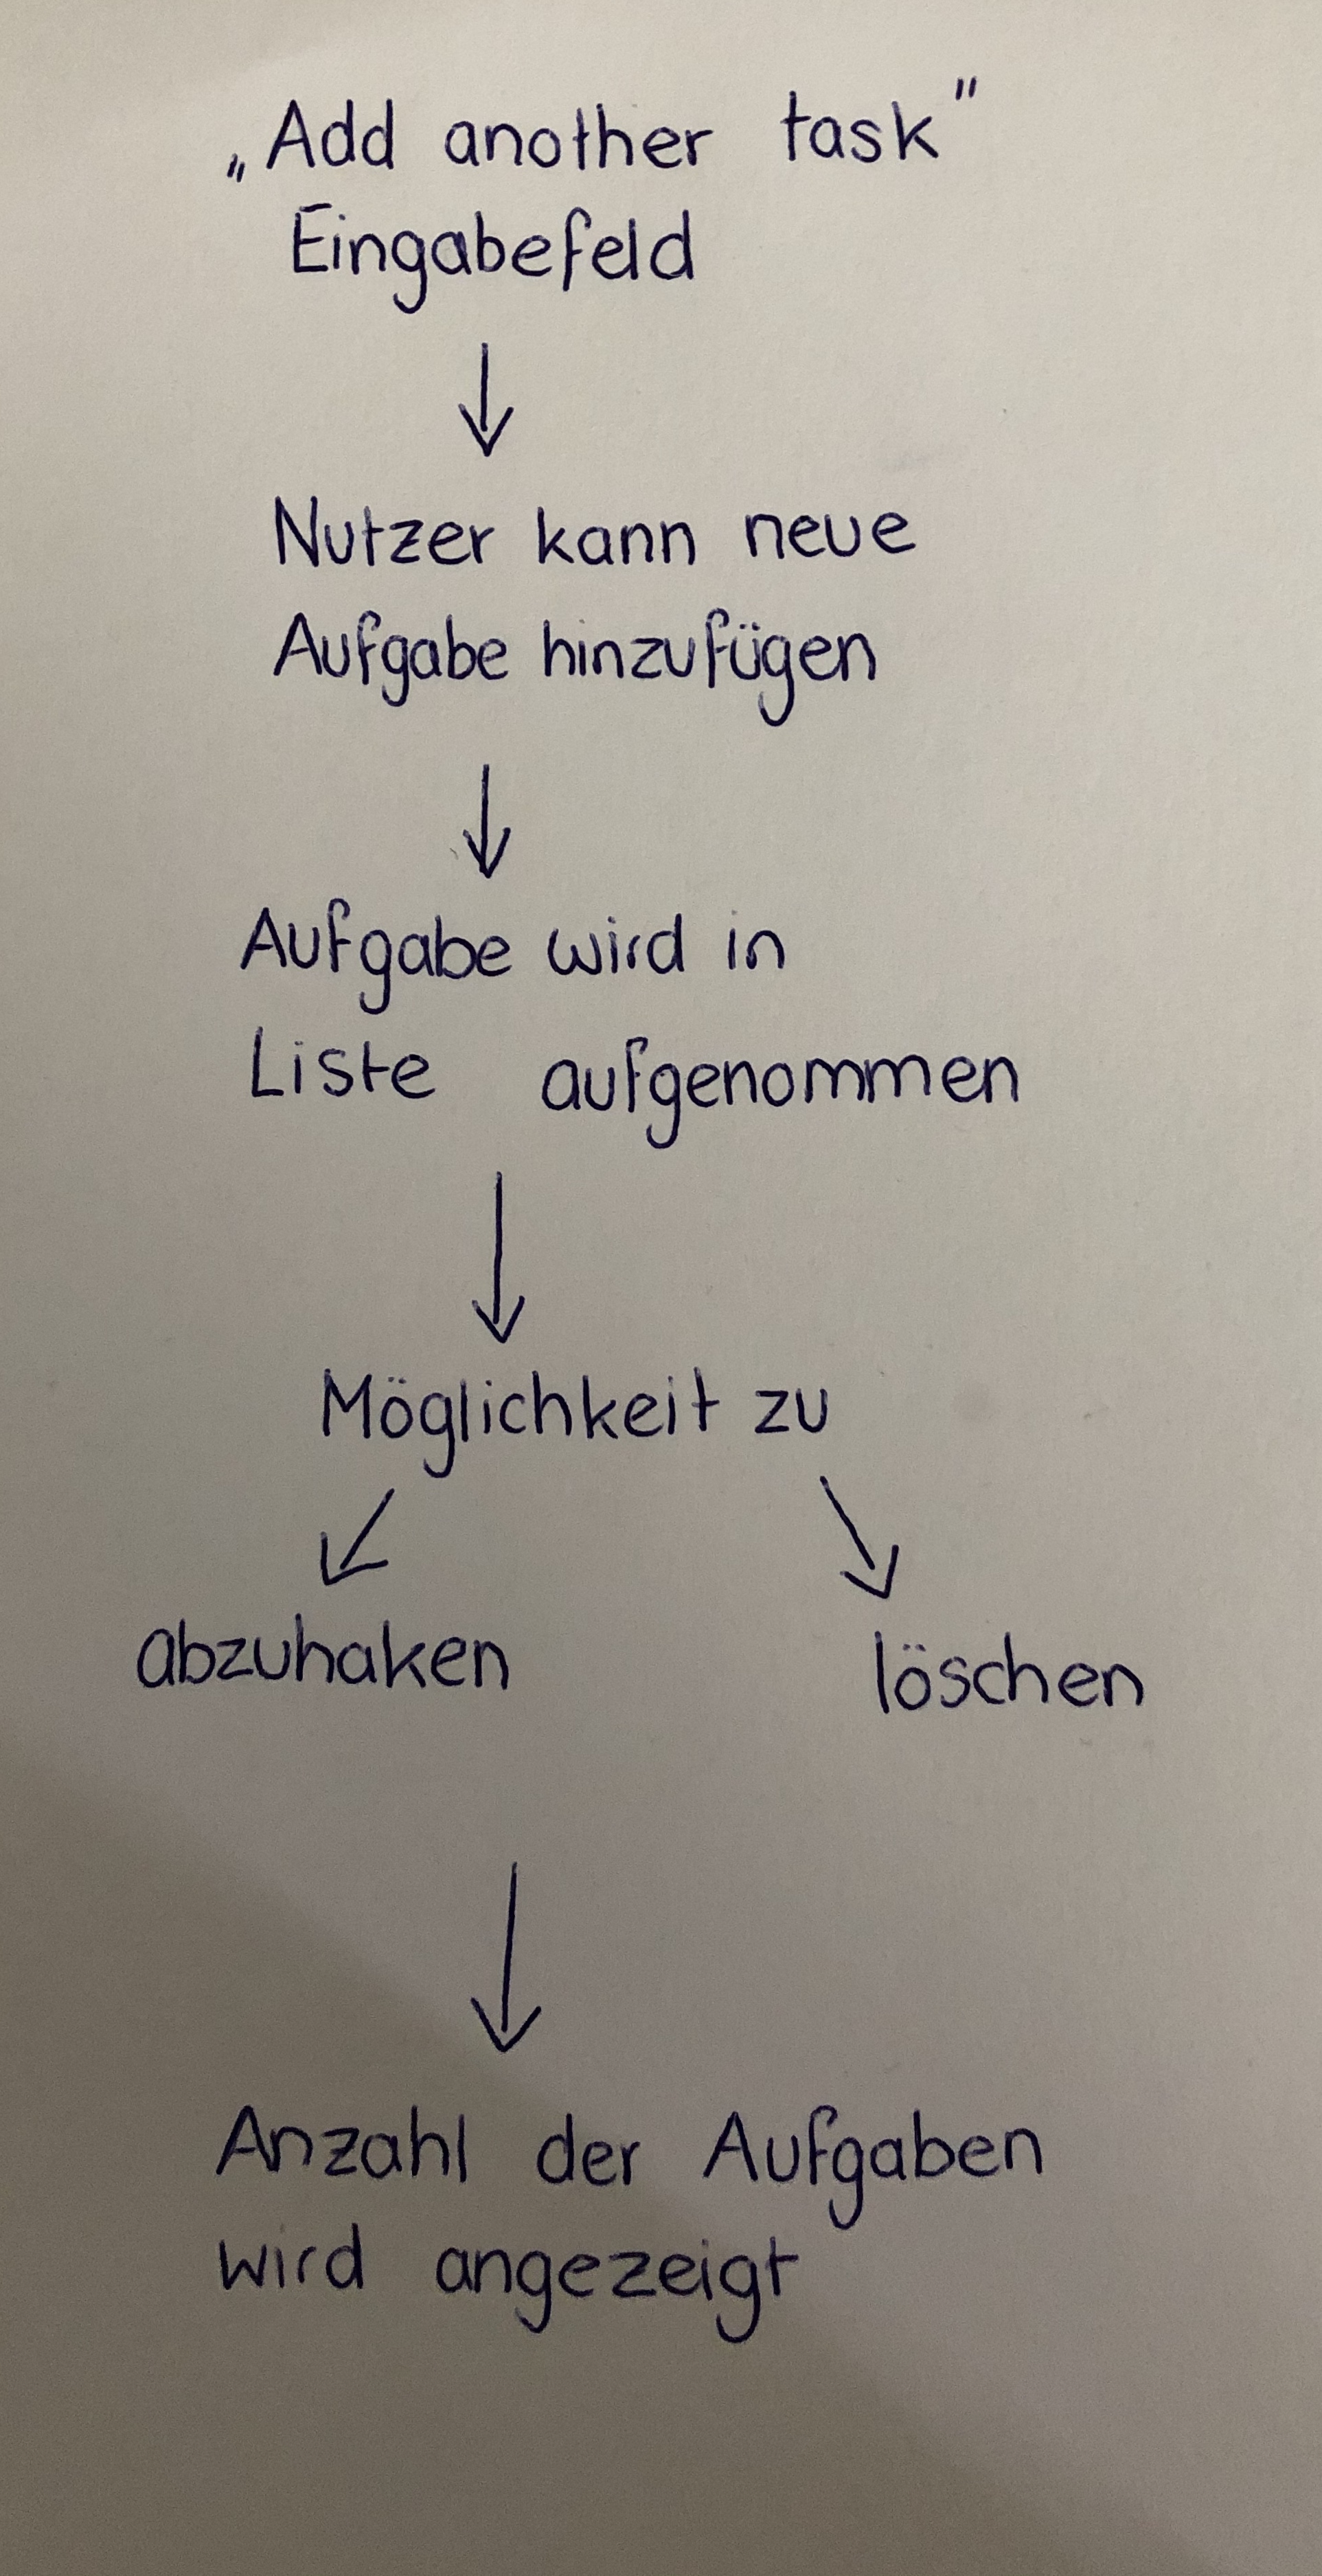 „Add another task"
Eingabefeld
Nutzer kann neue
Aufgabe hinzufügen
Aufgabe wird in
Liste aufgenommen
Möglichkeit zu
abzuhaken löschen
Anzahl der Aufgaben
wird angezeigt